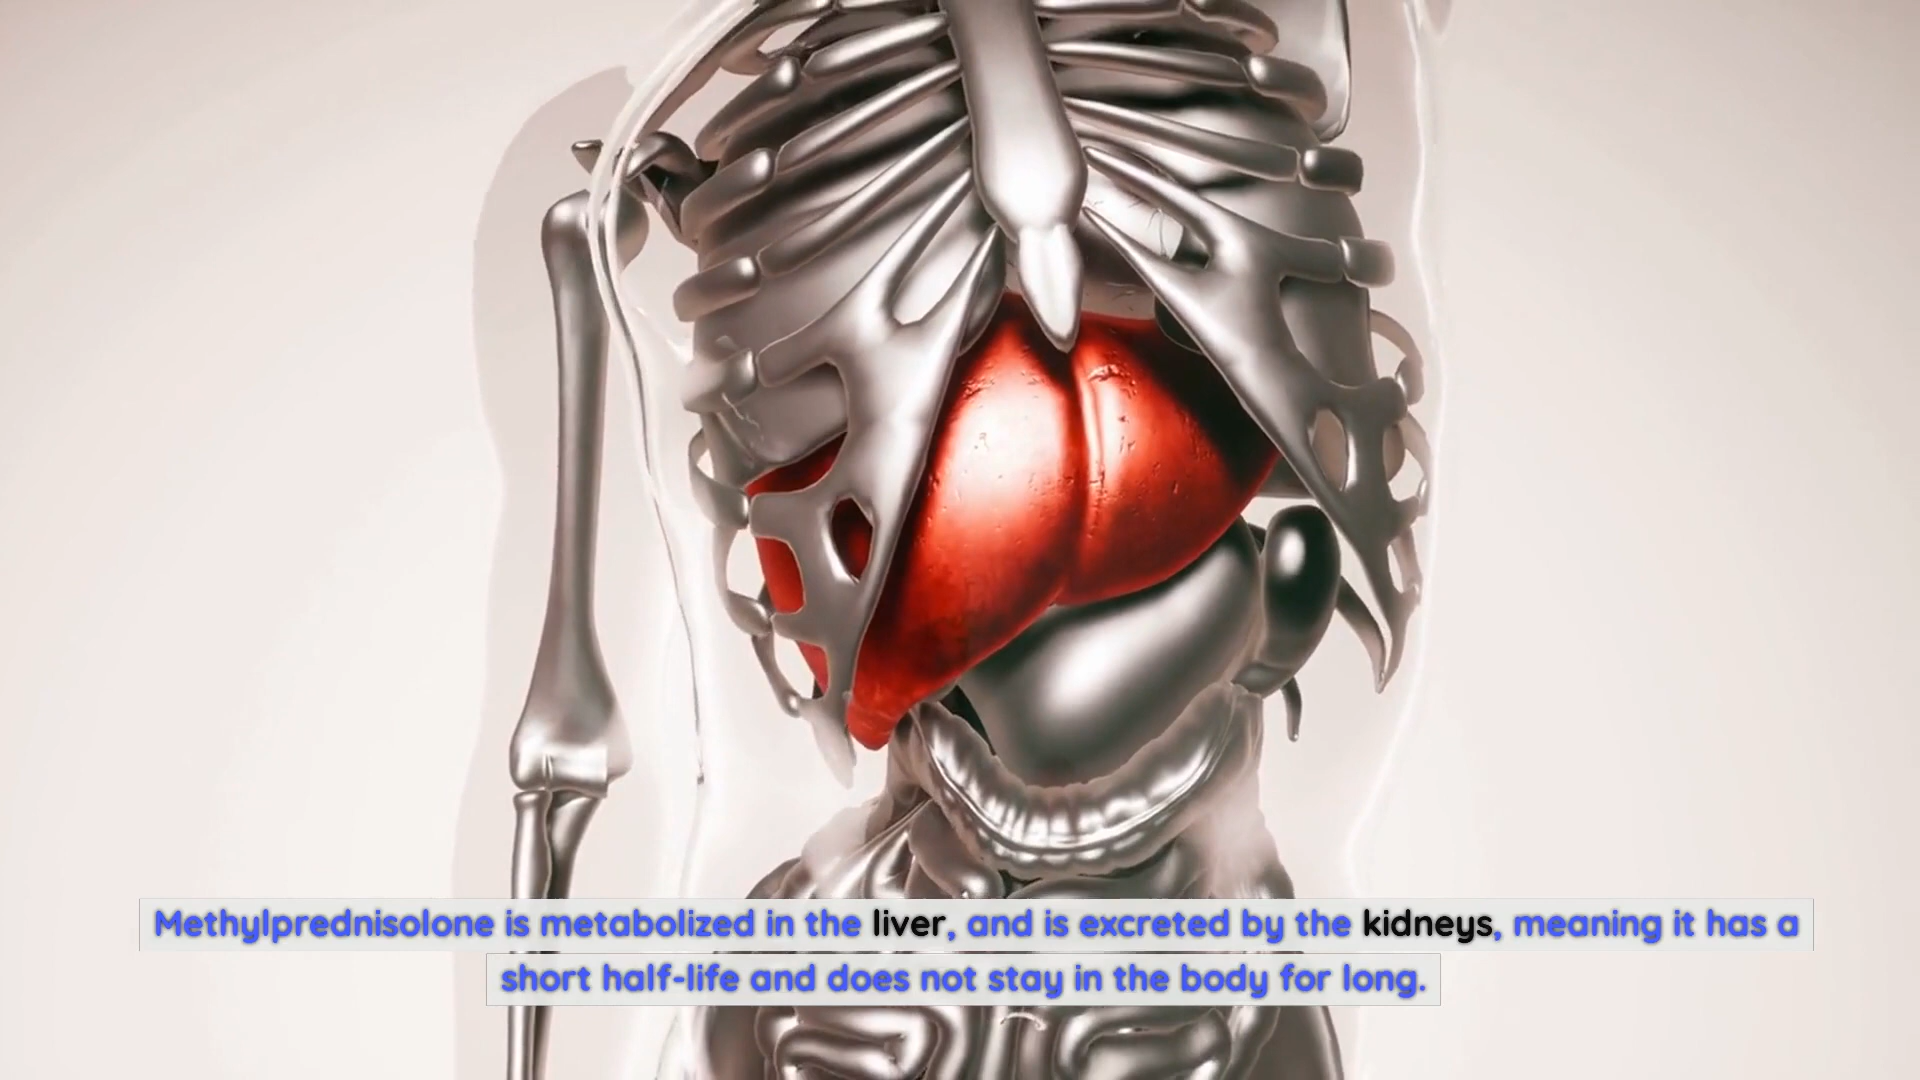 Methylprednisolone is metabolized in the liver, and is excreted by the kidneys, meaning it has a
short half-life and does not stay in the body for long.